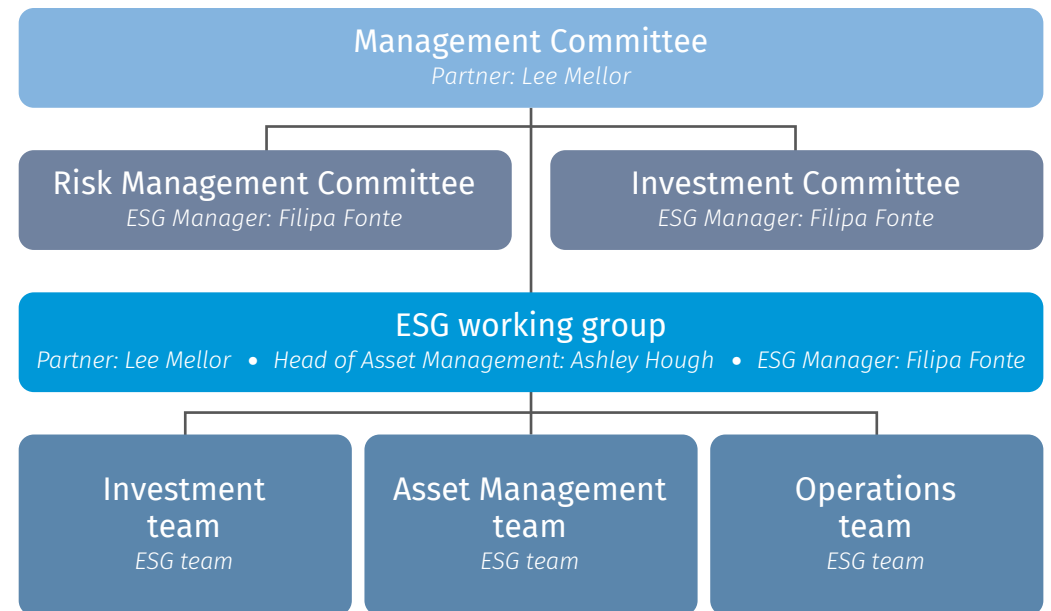 Management Committee
Partner: Lee Mellor
Risk Management Committee
ESG Manager: Filipa Fonte
Investment Committee
ESG Manager: Filipa Fonte
ESG working group
Partner: Lee Mellor • Head of Asset Management: Ashley Hough • ESG Manager: Filipa Fonte
Investment
team
ESG team
Asset Management
team
ESG team
Operations
team
ESG team